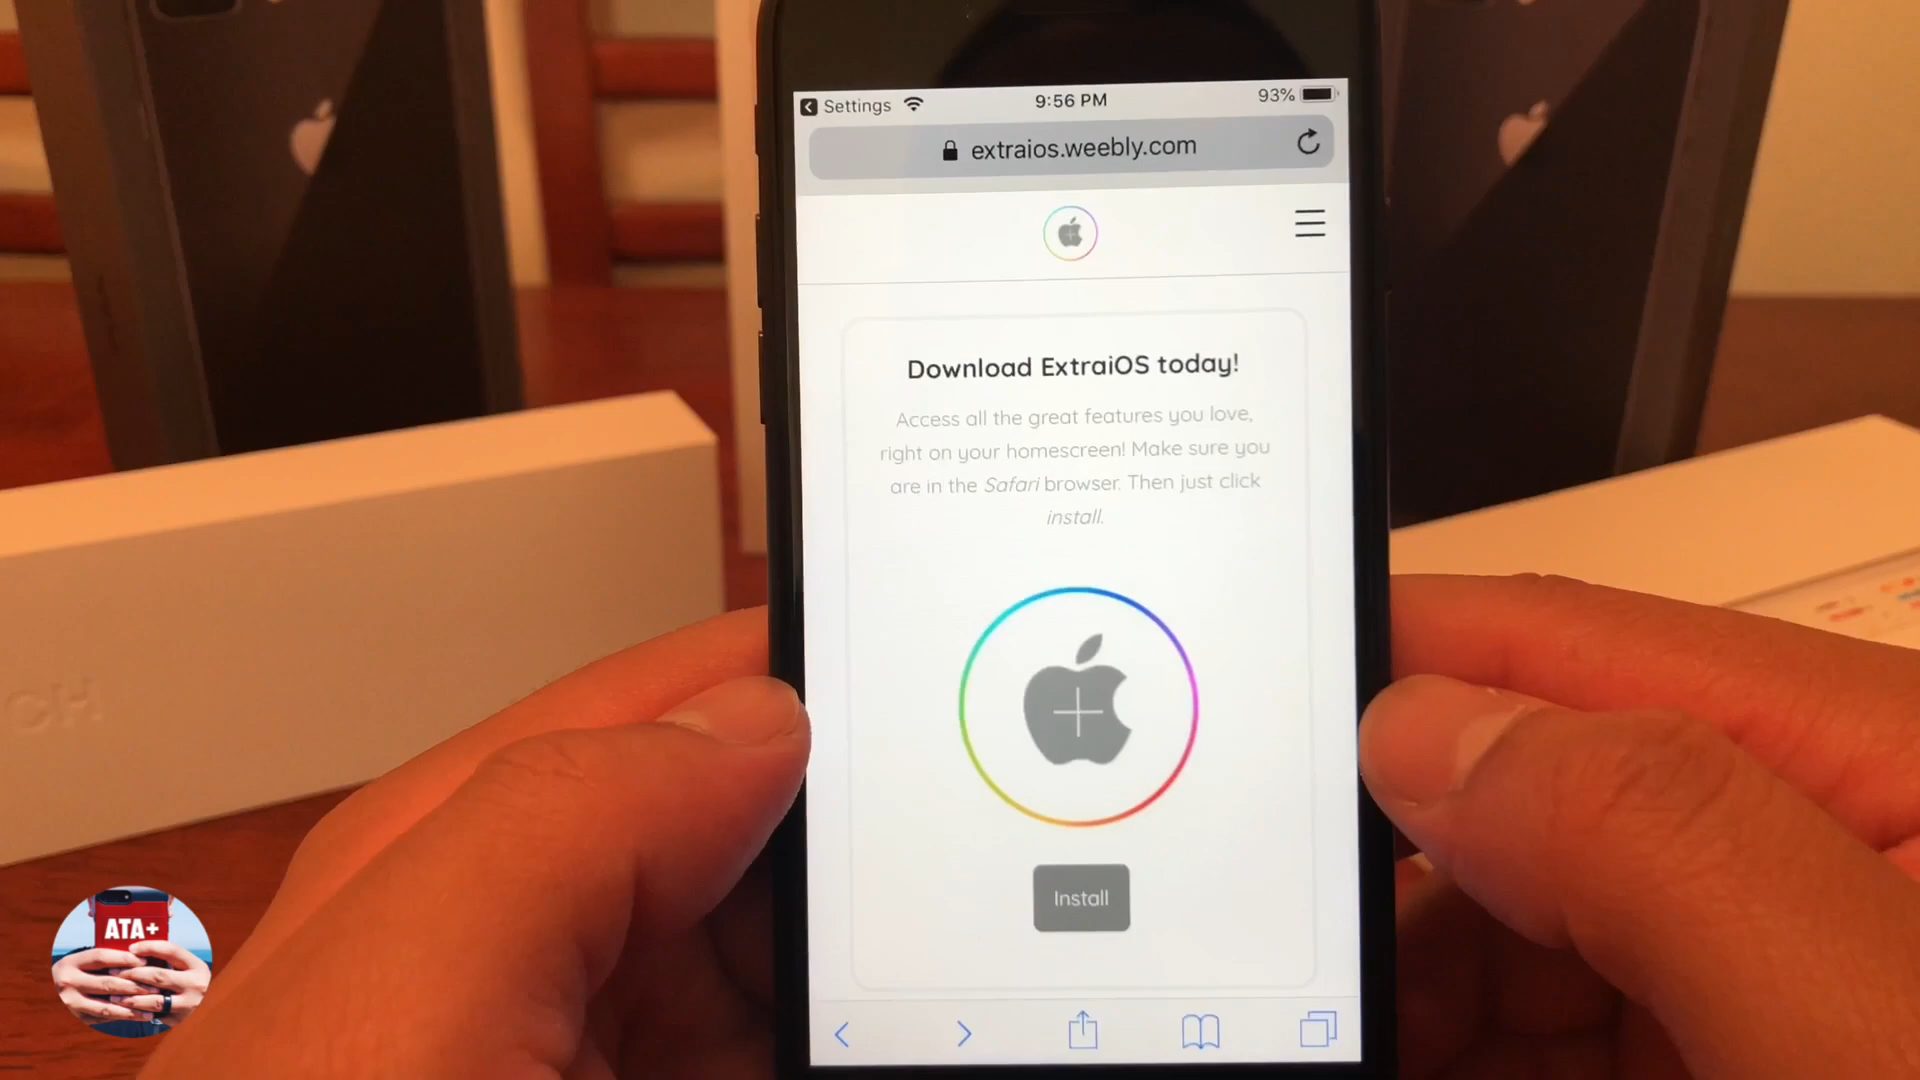 Settings
9:56 PM
93%
extraios.weebly.com
Download ExtraiOS today!
Access all the great features you love,
right on your homescreen! Make sure you
are in the Safari browser. Then just click
install.
Install
CH
ATA+